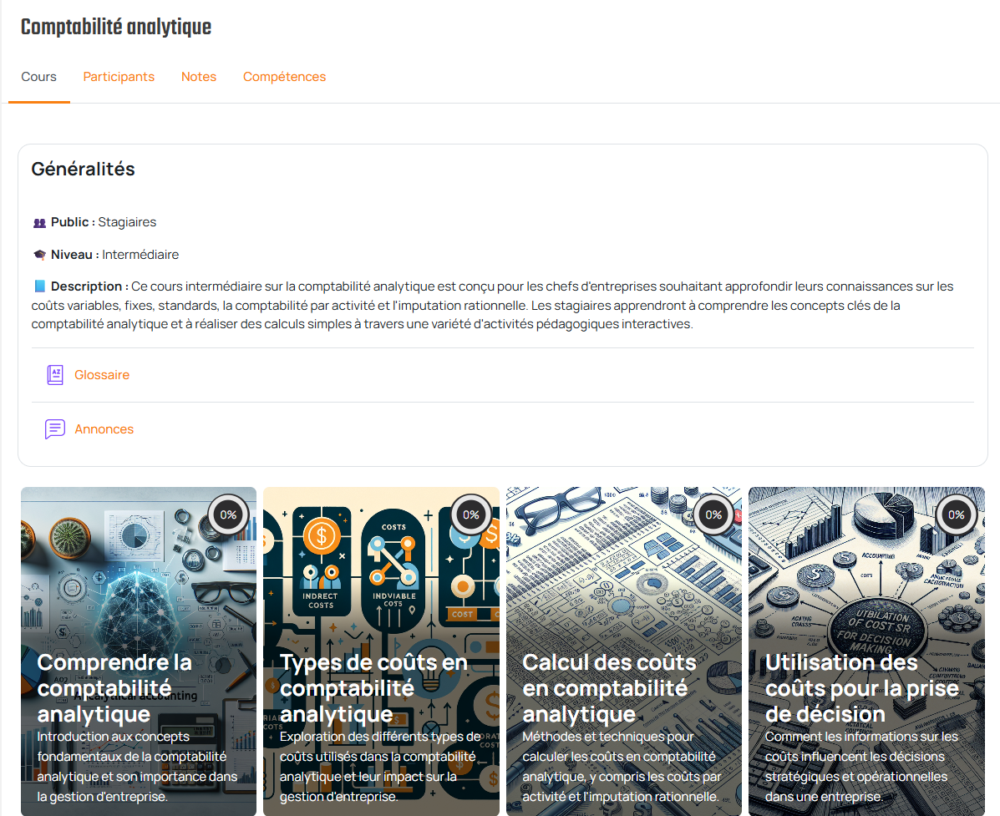 Comptabilité analytique
Cours
Participants
Notes
Compétences
Généralités
Public : Stagiaires
Niveau : Intermédiaire
Description : Ce cours intermédiaire sur la comptabilité analytique est conçu pour les chefs d'entreprises souhaitant approfondir leurs connaissances sur les
coûts variables, fixes, standards, la comptabilité par activité et l'imputation rationnelle. Les stagiaires apprendront à comprendre les concepts clés de la
comptabilité analytique et à réaliser des calculs simples à travers une variété d'activités pédagogiques interactives.
AZ
Glossaire
Annonces
0%
Comprendre la
comptabilité
analytique
Analytical accounting
Introduction aux concepts
fondamentaux de la comptabilité
analytique et son importance dans
la gestion d'entreprise.
0%
COSTS
INDRECT
COSTS
INDVIABLE
COTS
COST
Types de coûts en
comptabilité
analytique
Exploration des différents types de
coûts utilisés dans la comptabilité
analytique et leur impact sur la
gestion d'entreprise.
0%
Calcul des coûts
en comptabilité
analytique
Méthodes et techniques pour
calculer les coûts en comptabilité
analytique, y compris les coûts par
activité et l'imputation rationnelle.
0%
ACCOUNTING
COTS
UTBILATION
OF COST'SR
FOR DECISION
MAKING
Utilisation des
coûts pour la prise
de décision
Comment les informations sur les
coûts influencent les décisions
stratégiques et opérationnelles
dans une entreprise.